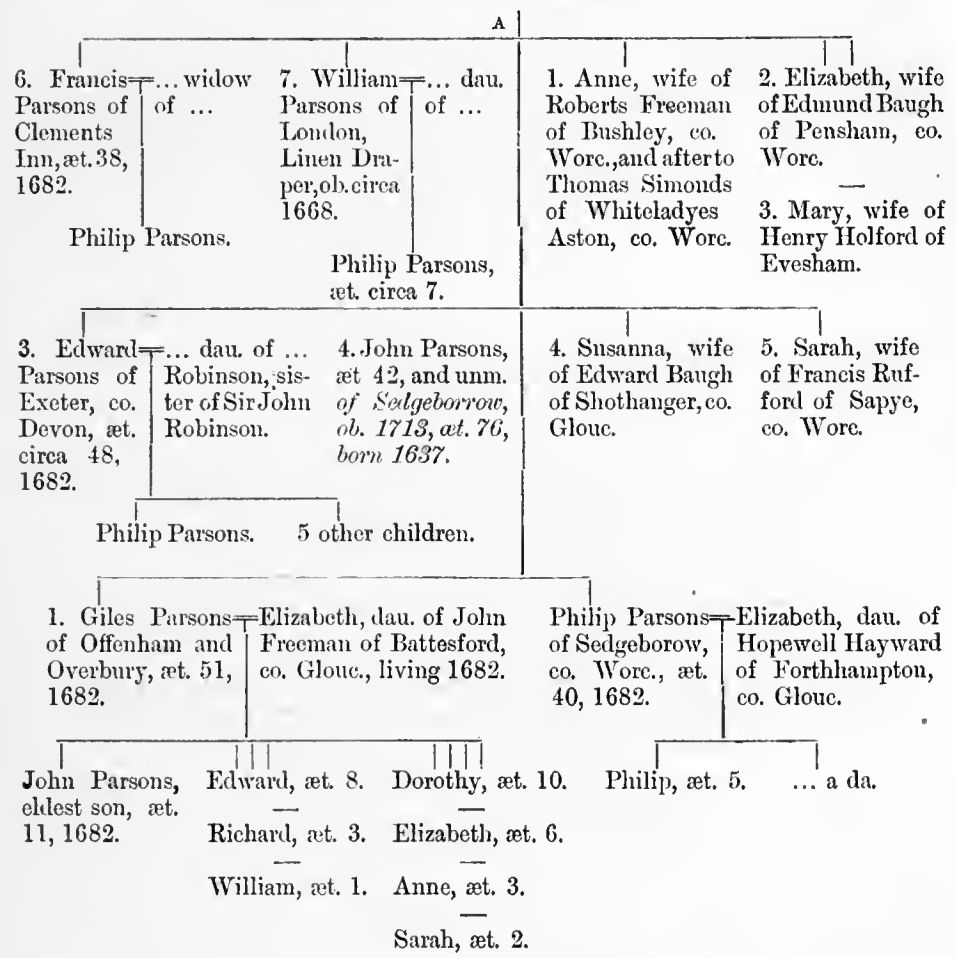 A
6. Francis=... widow
Parsons of of ...
Clements
Inn, æt. 38,
1682.
Philip Parsons.
7. William=... dau.
Parsons of of ...
London,
Linen Dra-
per, ob. circa
1668.
Philip Parsons,
æt. circa 7.
1. Anne, wife of
Roberts Freeman
of Bushley, co.
Worc., and after to
Thomas Simonds
of Whiteladyes
Aston, co. Worc.
2. Elizabeth, wife
of Edmund Baugh
of Pensham, co.
Worc.
—
3. Mary, wife of
Henry Holford of
Evesham.
3. Edward=... dau. of ...
Parsons of Robinson, sis-
Exeter, co. ter of Sir John
Devon, æt. Robinson.
circa 48,
1682.
Philip Parsons. 5 other children.
4. John Parsons,
æt 42, and unm.
of Sedgeborrow,
ob. 1713, æt. 76,
born 1637.
4. Susanna, wife
of Edward Baugh
of Shothanger, co.
Glouc.
5. Sarah, wife
of Francis Ruf-
ford of Sapye,
co. Worc.
1. Giles Parsons=Elizabeth, dau. of John
of Offenham and Freeman of Battesford,
Overbury, æt. 51, co. Glouc., living 1682.
1682.
Philip Parsons=Elizabeth, dau. of
of Sedgeborow, Hopewell Hayward
co. Worc., æt. of Forthhampton,
40, 1682. co. Glouc.
John Parsons,
eldest son, æt.
11, 1682.
Edward, æt. 8.
—
Richard, æt. 3.
—
William, æt. 1.
Dorothy, æt. 10.
—
Elizabeth, æt. 6.
—
Anne, æt. 3.
—
Sarah, æt. 2.
Philip, æt. 5. ... a da.